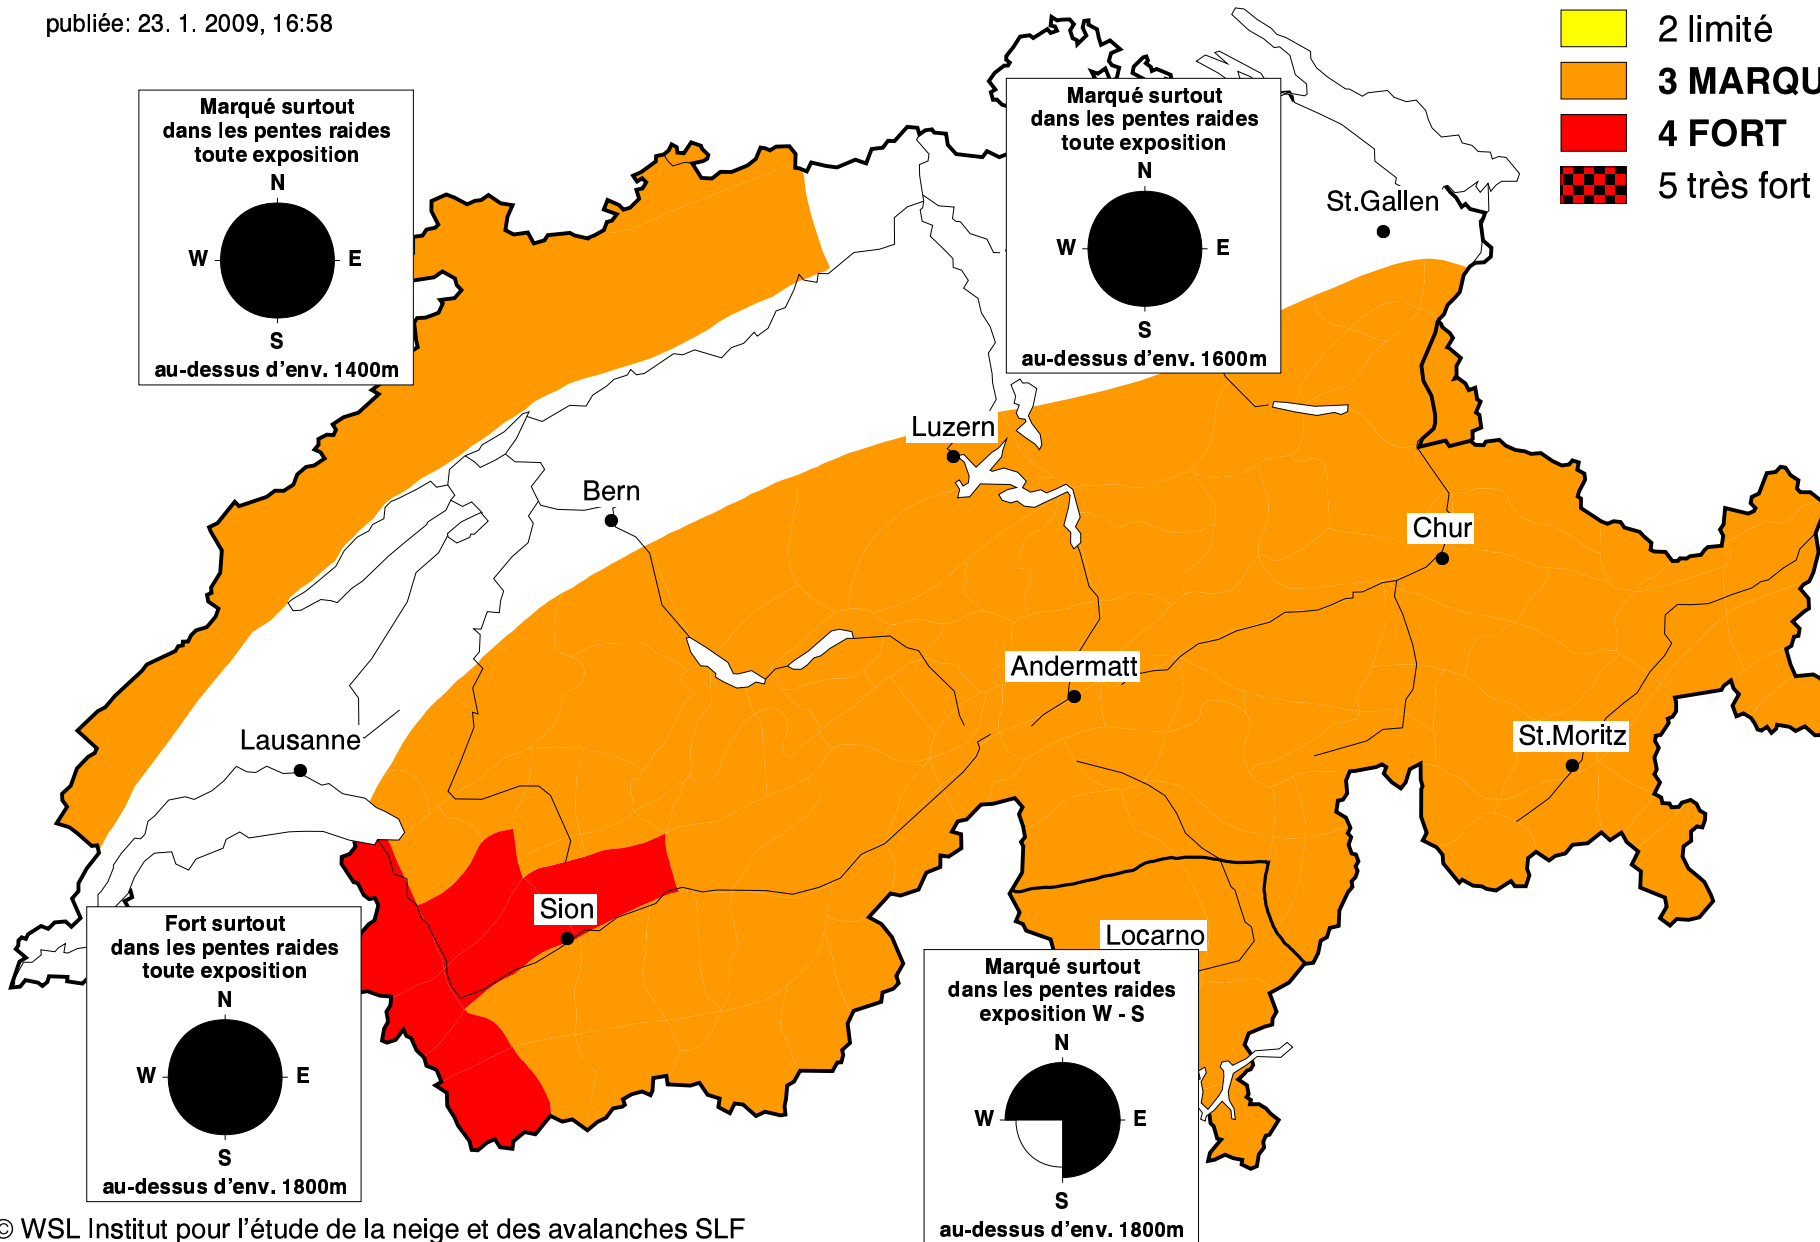 publiée: 23. 1. 2009, 16:58
2 limité
3 MARQU
4 FORT
5 très fort
Marqué surtout
dans les pentes raides
toute exposition
N
W E
S
au-dessus d'env. 1400m
Marqué surtout
dans les pentes raides
toute exposition
N
W E
S
au-dessus d'env. 1600m
St.Gallen
Luzern
Bern
Chur
Andermatt
Lausanne
St.Moritz
Sion
Locarno
Fort surtout
dans les pentes raides
toute exposition
N
W E
S
au-dessus d'env. 1800m
Marqué surtout
dans les pentes raides
exposition W - S
N
W E
S
au-dessus d'env. 1800m
© WSL Institut pour l'étude de la neige et des avalanches SLF